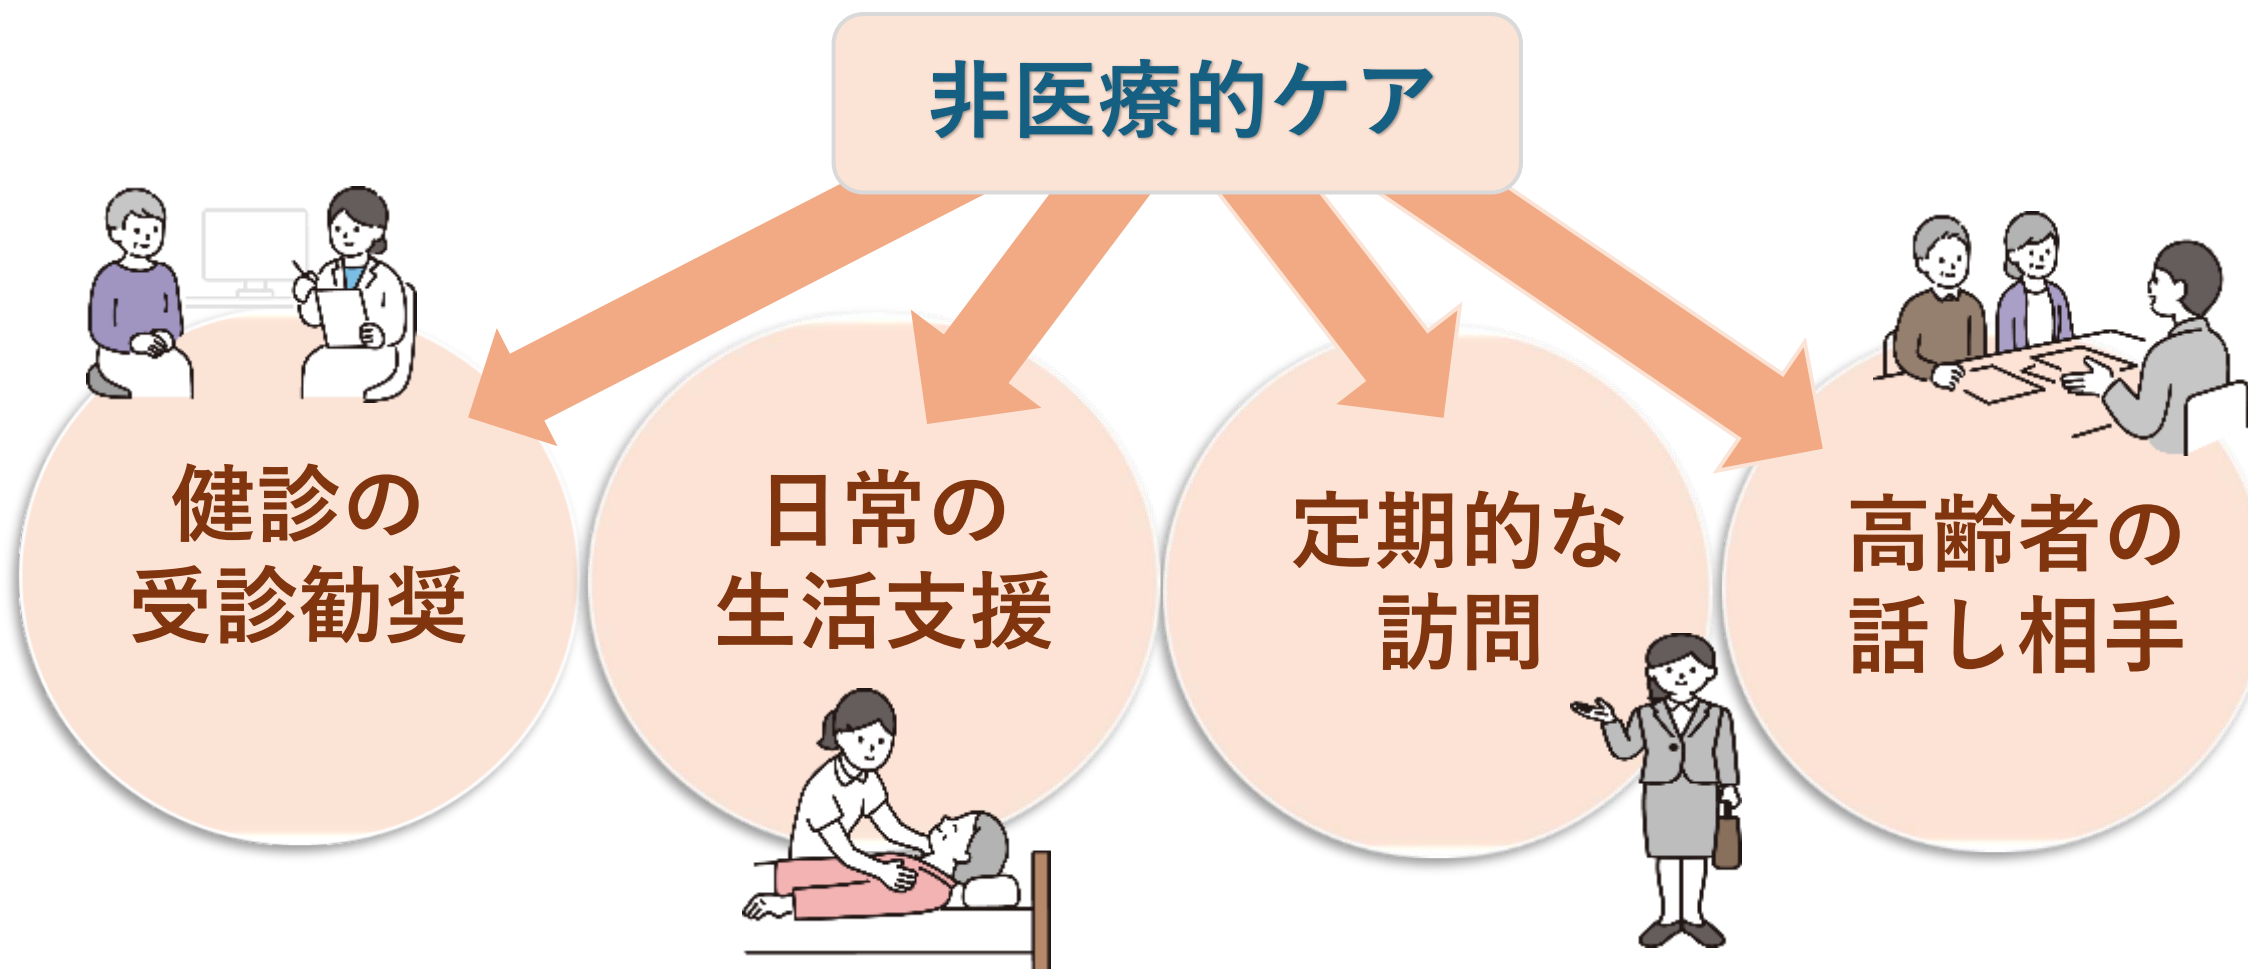 非医療的ケア
健診の
受診勧奨
日常の
生活支援
定期的な
訪問
高齢者の
話し相手